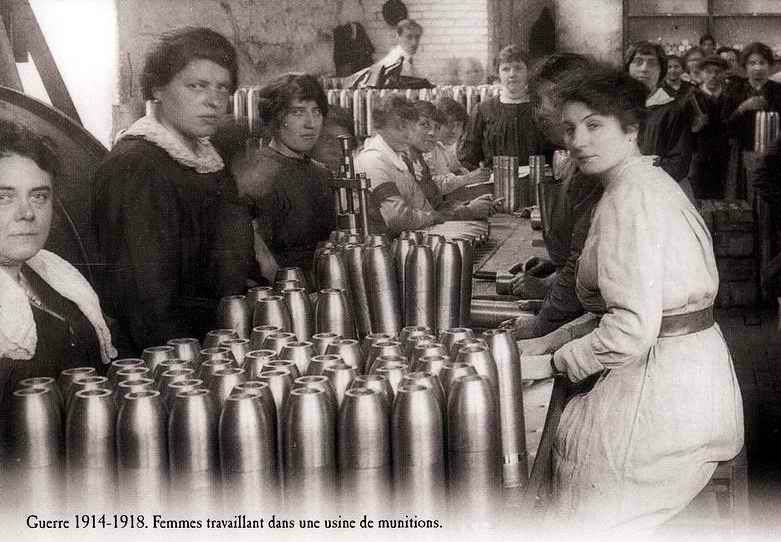 Guerre 1914-1918. Femmes travaillant dans une usine de munitions.